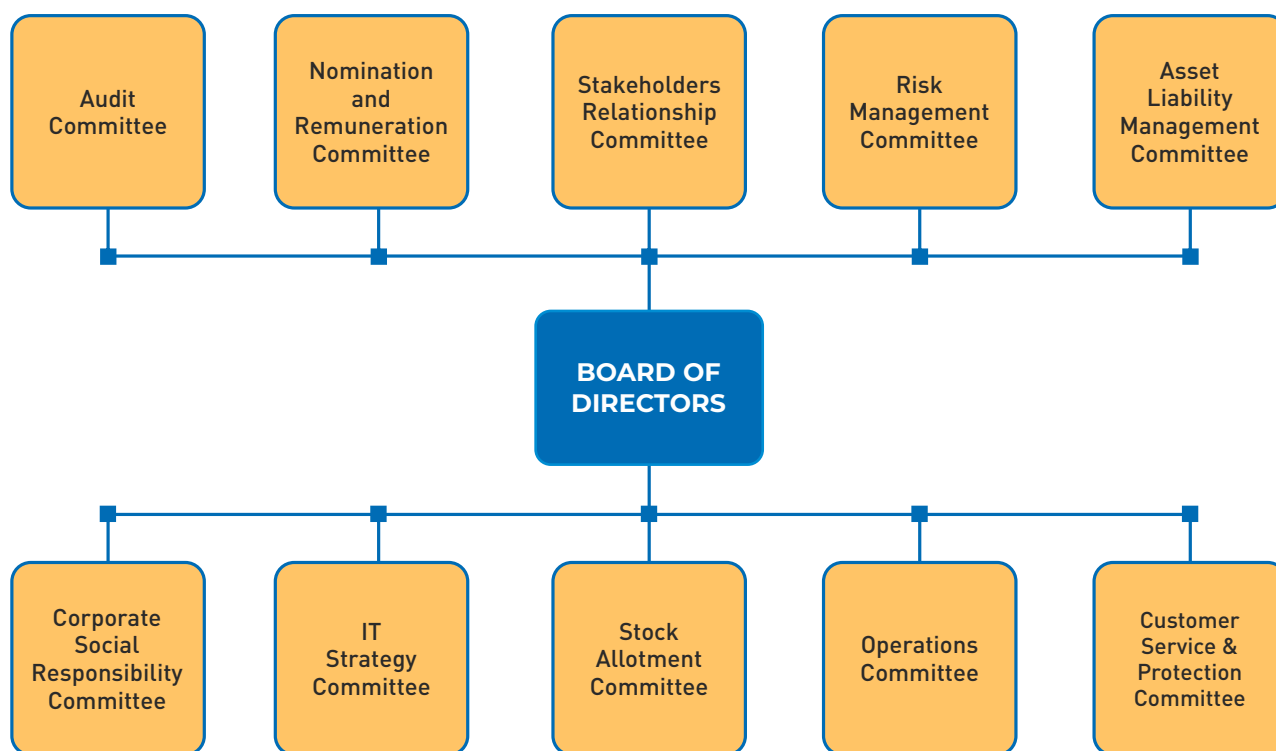 Audit
Committee
Nomination
and
Remuneration
Committee
Stakeholders
Relationship
Committee
Risk
Management
Committee
Asset
Liability
Management
Committee
BOARD OF
DIRECTORS
Corporate
Social
Responsibility
Committee
IT
Strategy
Committee
Stock
Allotment
Committee
Operations
Committee
Customer
Service &
Protection
Committee